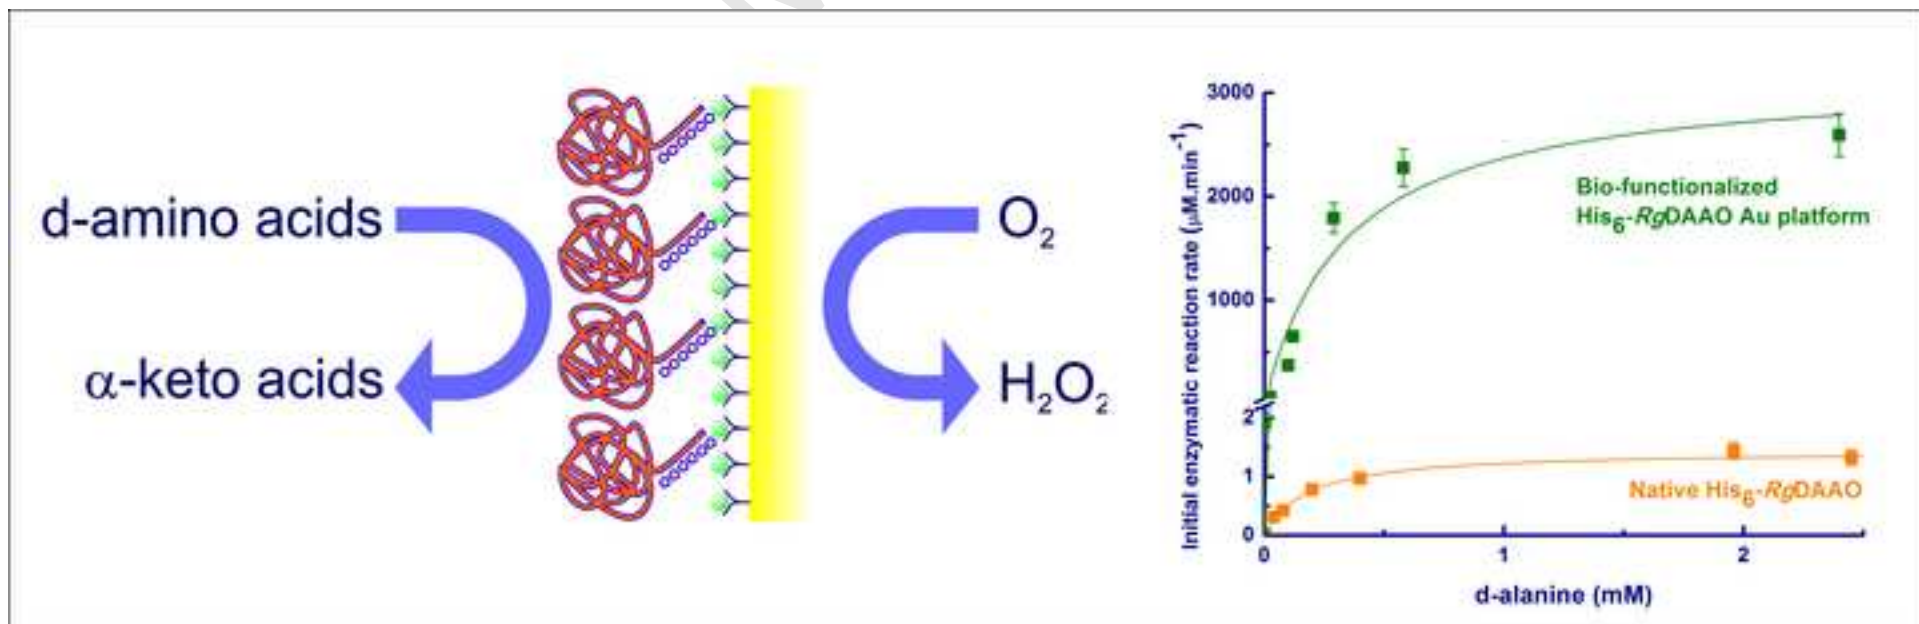 d-amino acids
α-keto acids
O₂
H₂O₂
Initial enzymatic reaction rate (µM.min⁻¹)
3000
2000
1000
2
1
0
Bio-functionalized
His₆-RgDAAO Au platform
Native His₆-RgDAAO
0
1
2
d-alanine (mM)